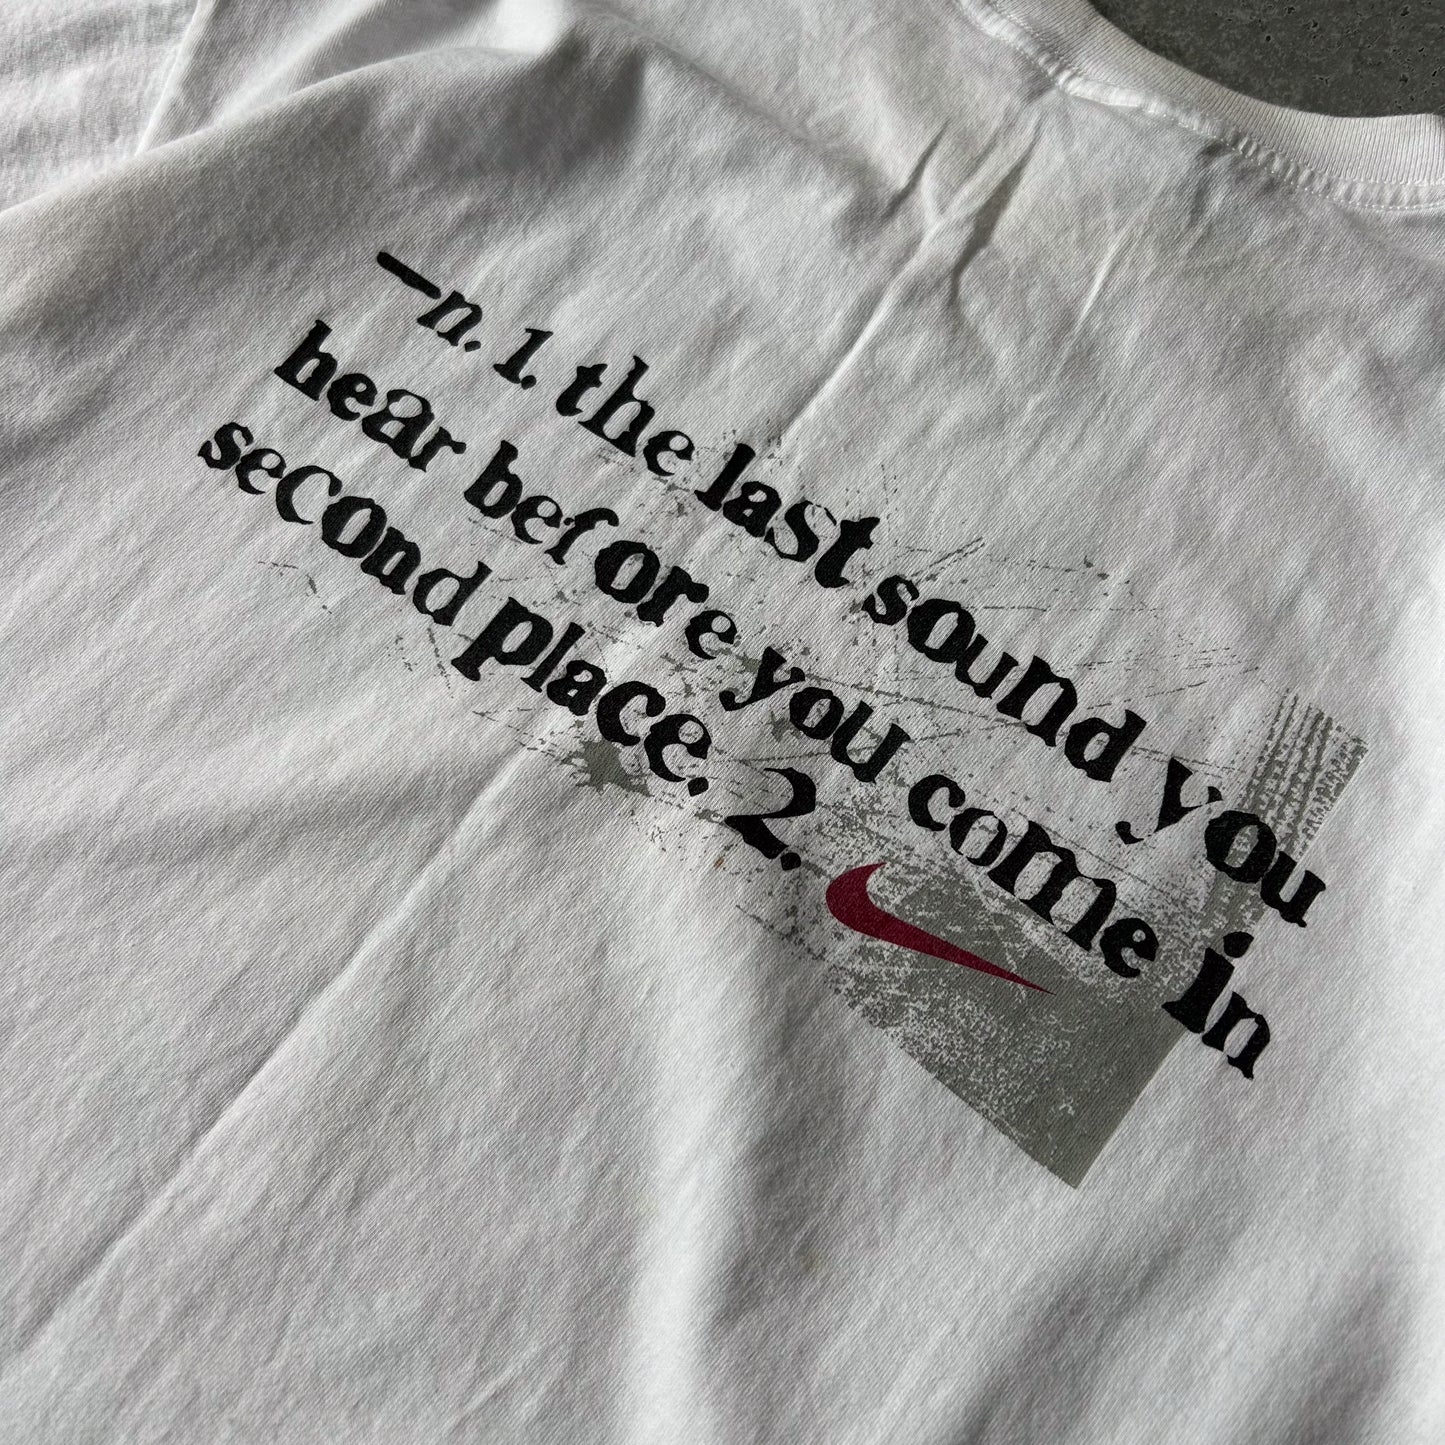 —n. 1. the last sound you
hear before you come in
second place. 2.